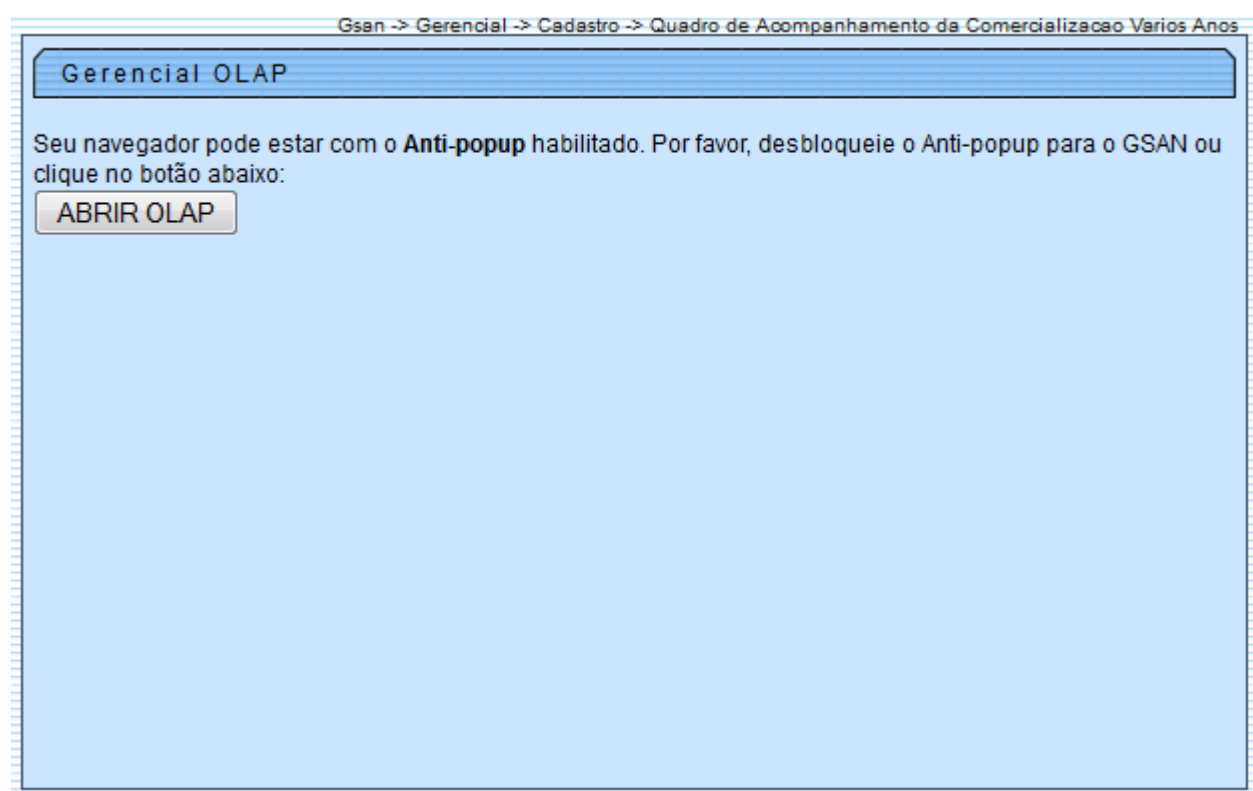 Gsan -> Gerencial -> Cadastro -> Quadro de Acompanhamento da Comercializacao Varios Anos
Gerencial OLAP
Seu navegador pode estar com o Anti-popup habilitado. Por favor, desbloqueie o Anti-popup para o GSAN ou
clique no botão abaixo:
ABRIR OLAP